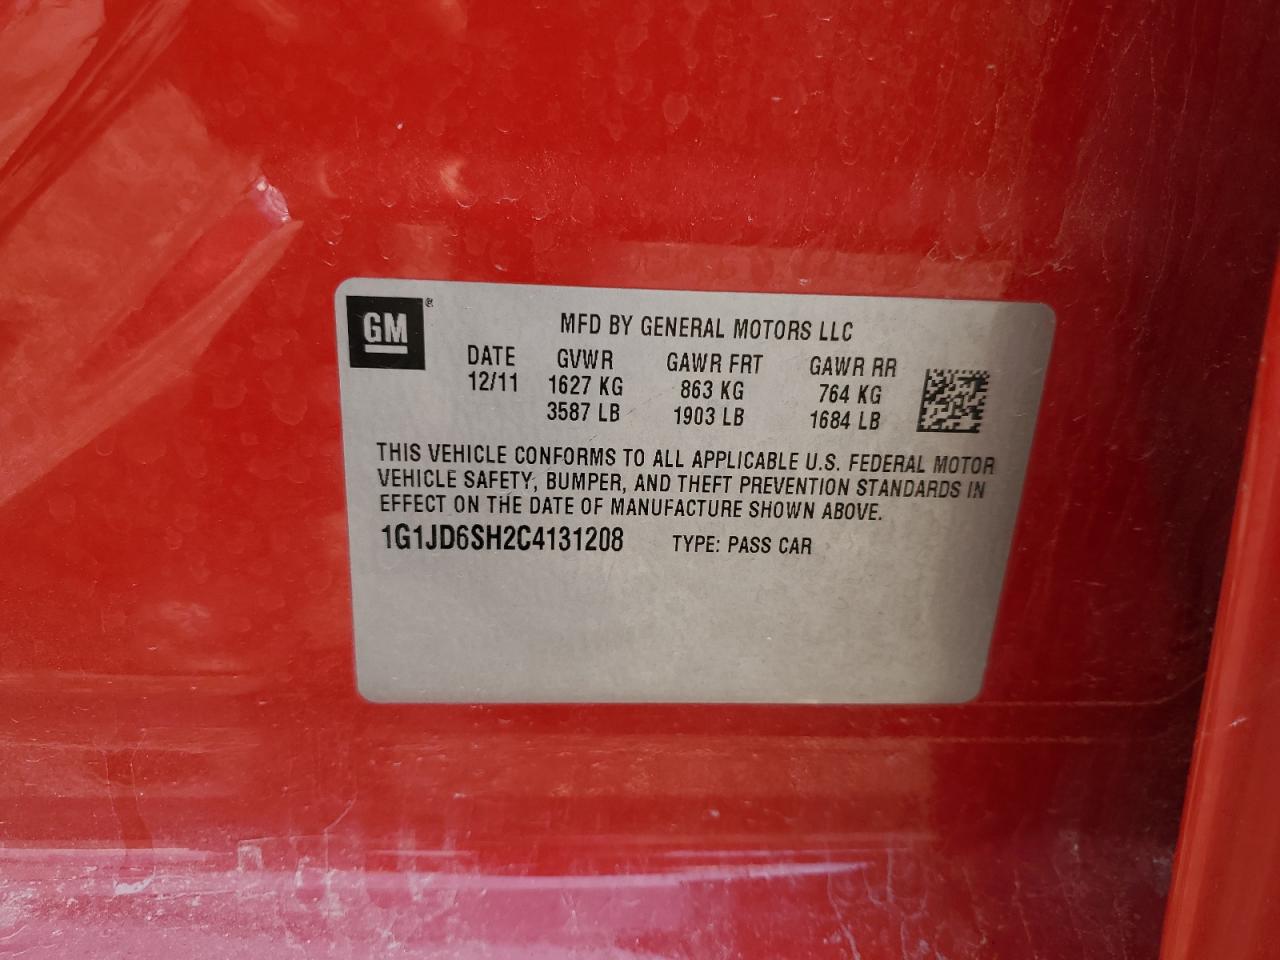 GM®
MFD BY GENERAL MOTORS LLC
DATE GVWR GAWR FRT GAWR RR
12/11 1627 KG 863 KG 764 KG
3587 LB 1903 LB 1684 LB
THIS VEHICLE CONFORMS TO ALL APPLICABLE U.S. FEDERAL MOTOR
VEHICLE SAFETY, BUMPER, AND THEFT PREVENTION STANDARDS IN
EFFECT ON THE DATE OF MANUFACTURE SHOWN ABOVE.
1G1JD6SH2C4131208 TYPE: PASS CAR